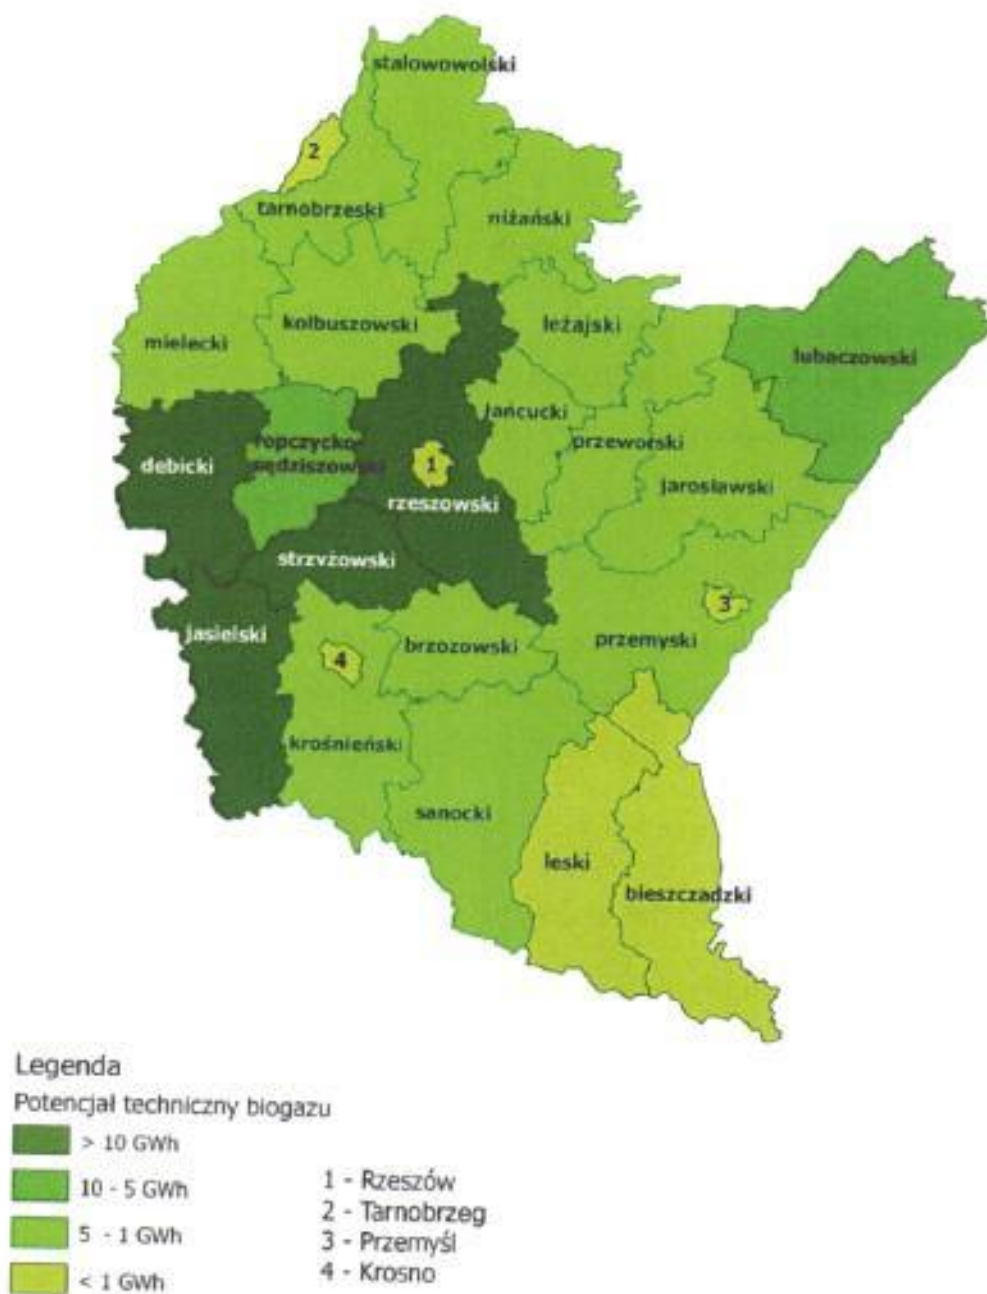 stalowowolski
2
tarnobrzeski
niżański
kolbuszowski
leżajski
mielecki
lubaczowski
łańcucki
ropczycko-
sędziszowski
przeworski
debicki
1
jarosławski
rzeszowski
strzyżowski
3
jasielski
brzozowski
przemyski
4
krośnieński
sanocki
leski
bieszczadzki
Legenda
Potencjał techniczny biogazu
> 10 GWh
10 - 5 GWh
5 - 1 GWh
< 1 GWh
1 - Rzeszów
2 - Tarnobrzeg
3 - Przemyśl
4 - Krosno